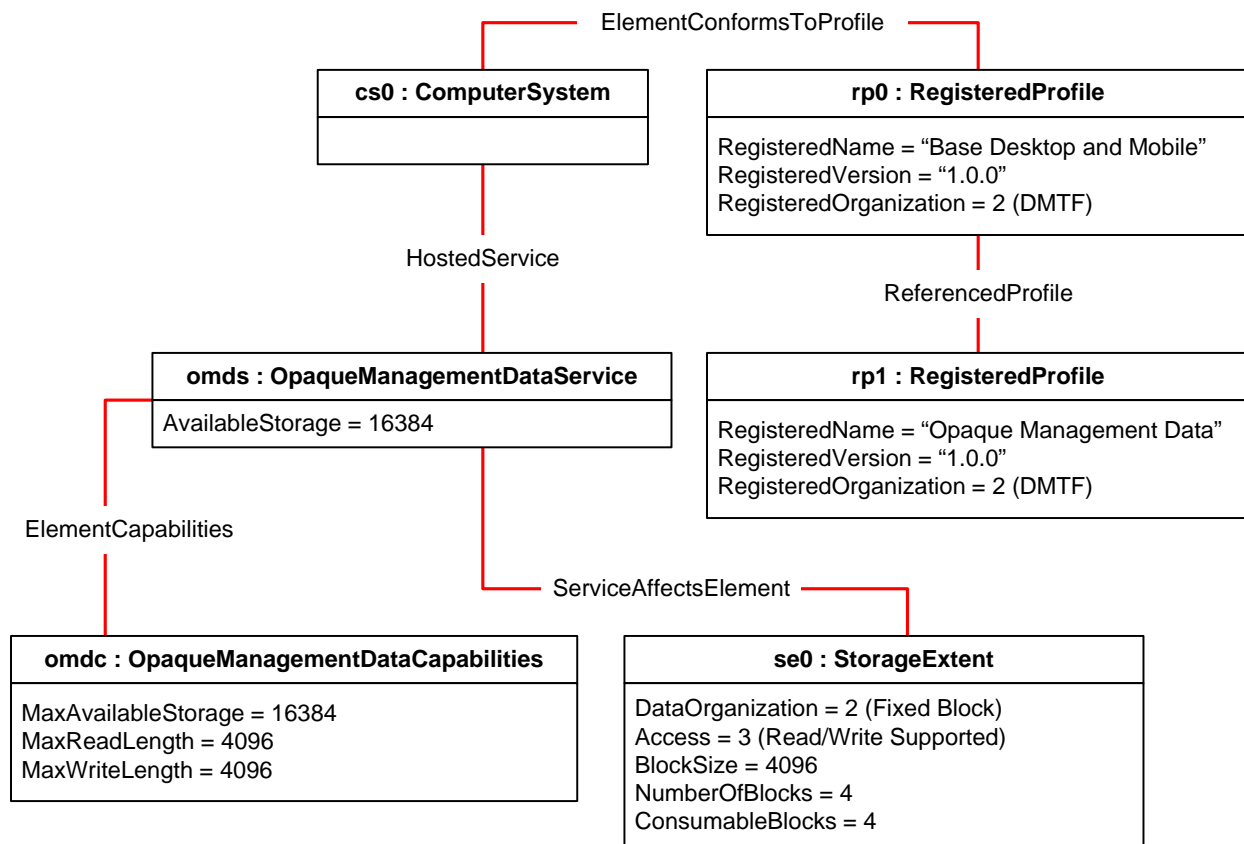 ElementConformsToProfile
cs0 : ComputerSystem
rp0 : RegisteredProfile
RegisteredName = “Base Desktop and Mobile”
RegisteredVersion = “1.0.0”
RegisteredOrganization = 2 (DMTF)
HostedService
ReferencedProfile
omds : OpaqueManagementDataService
AvailableStorage = 16384
rp1 : RegisteredProfile
RegisteredName = “Opaque Management Data”
RegisteredVersion = “1.0.0”
RegisteredOrganization = 2 (DMTF)
ElementCapabilities
ServiceAffectsElement
omdc : OpaqueManagementDataCapabilities
MaxAvailableStorage = 16384
MaxReadLength = 4096
MaxWriteLength = 4096
se0 : StorageExtent
DataOrganization = 2 (Fixed Block)
Access = 3 (Read/Write Supported)
BlockSize = 4096
NumberOfBlocks = 4
ConsumableBlocks = 4